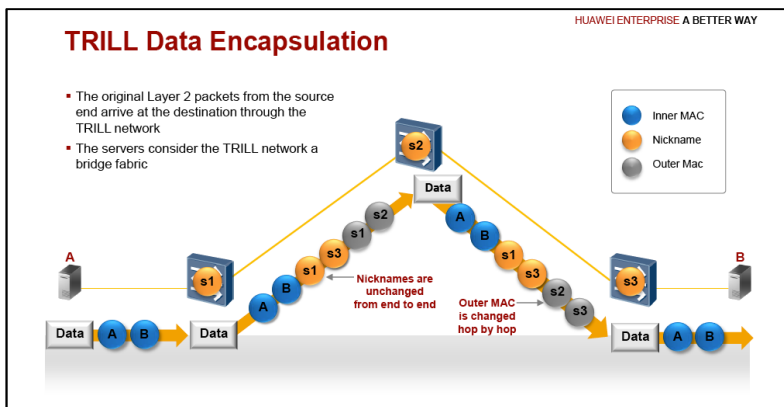 HUAWEI ENTERPRISE A BETTER WAY
TRILL Data Encapsulation
▪ The original Layer 2 packets from the source
end arrive at the destination through the
TRILL network
▪ The servers consider the TRILL network a
bridge fabric
Inner MAC
Nickname
Outer Mac
s2
Data
A
s1
A
B
s1
s3
s1
s2
Nicknames are
unchanged
from end to end
A
B
s1
s3
s2
s3
Outer MAC
is changed
hop by hop
s3
B
Data
A
B
Data
Data
A
B